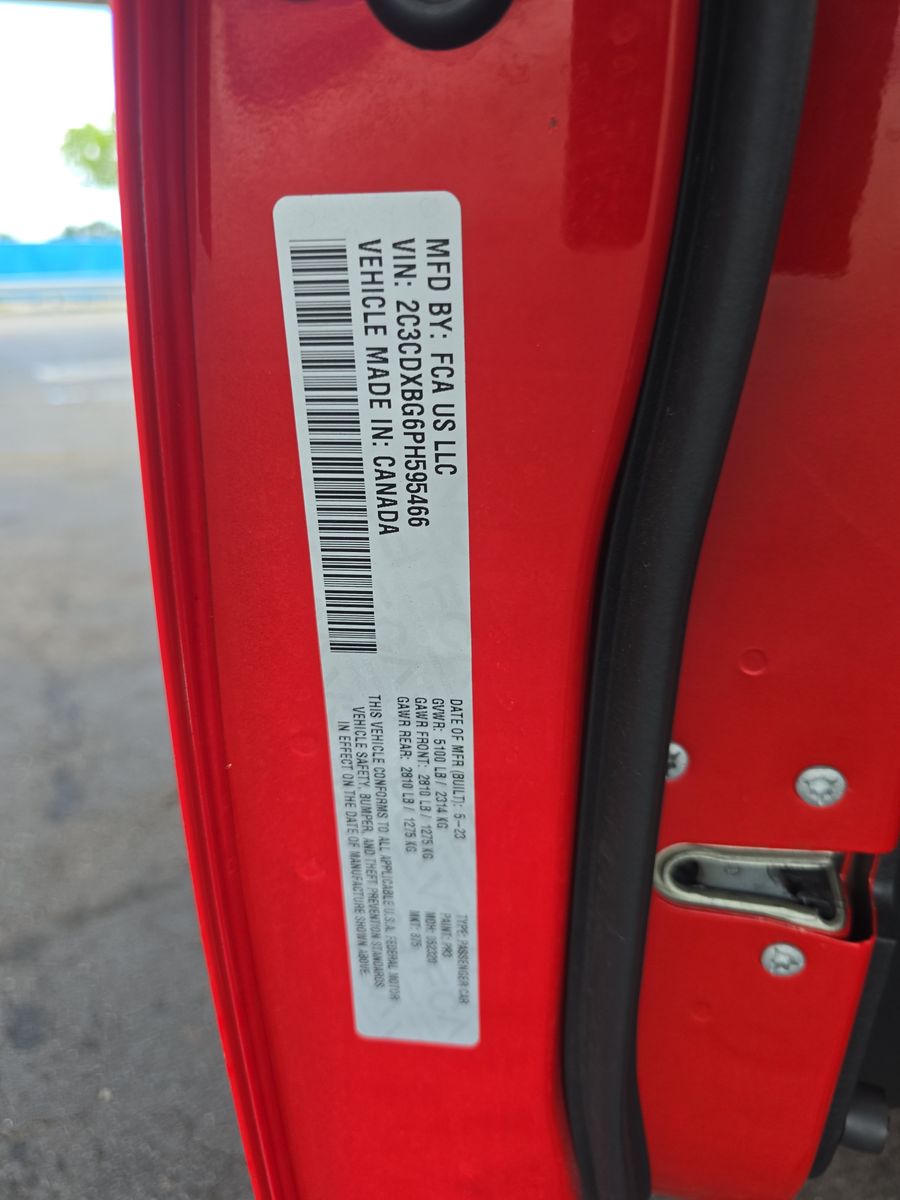 MFD BY: FCA US LLC
VIN: 2C3CDXBG6PH595466
VEHICLE MADE IN: CANADA
DATE OF MFR (BUILT): 5-23
GVWR: 5100 LB / 2314 KG
GAWR FRONT: 2810 LB / 1275 KG
GAWR REAR: 2810 LB / 1275 KG
THIS VEHICLE CONFORMS TO ALL APPLICABLE U.S.A. FEDERAL MOTOR
VEHICLE SAFETY, BUMPER, AND THEFT PREVENTION STANDARDS
IN EFFECT ON THE DATE OF MANUFACTURE SHOWN ABOVE.
TYPE: PASSENGER CAR
PAINT: PR3
MDH:
MKT: